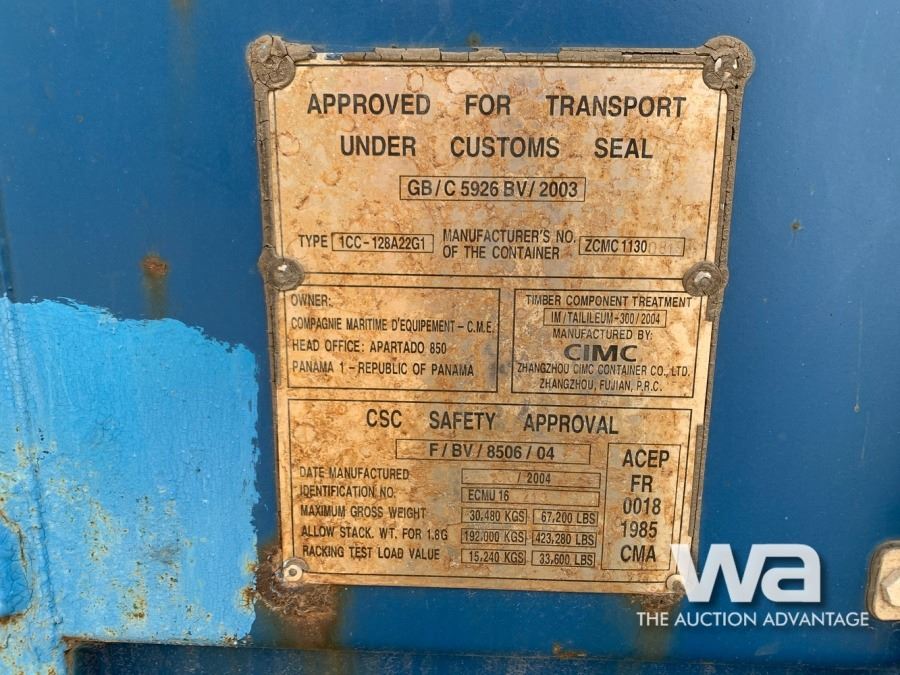 APPROVED FOR TRANSPORT
UNDER CUSTOMS SEAL
GB/C 5926 BV/2003
TYPE 1CC-128A22G1 MANUFACTURER'S NO. OF THE CONTAINER ZCMC1130
OWNER:
COMPAGNIE MARITIME D'EQUIPEMENT - C.M.E.
HEAD OFFICE: APARTADO 850
PANAMA 1 - REPUBLIC OF PANAMA
TIMBER COMPONENT TREATMENT
IM/TAILILEUM-300/2004
MANUFACTURED BY:
CIMC
ZHANGZHOU CIMC CONTAINER CO., LTD.
ZHANGZHOU, FUJIAN, P.R.C.
CSC SAFETY APPROVAL
F/BV/8506/04
DATE MANUFACTURED / 2004
IDENTIFICATION NO. ECMU 16
MAXIMUM GROSS WEIGHT 30,480 KGS 67,200 LBS
ALLOW STACK. WT. FOR 1.8G 192,000 KGS 423,280 LBS
RACKING TEST LOAD VALUE 15,240 KGS 33,600 LBS
ACEP
FR
0018
1985
CMA
wa
THE AUCTION ADVANTAGE